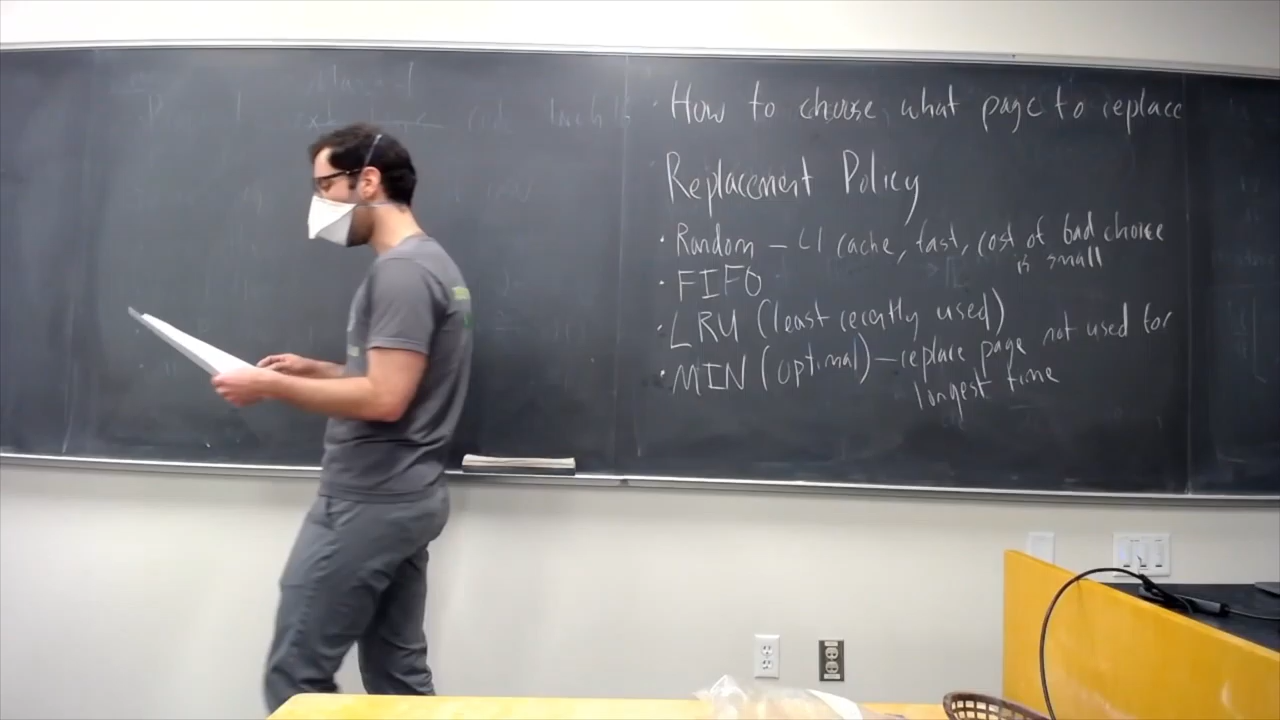 · How to choose what page to replace
Replacement Policy
· Random – L1 cache, fast, cost of bad choice
is small
· FIFO
· LRU (least recently used)
· MIN (optimal) – replace page not used for
longest time